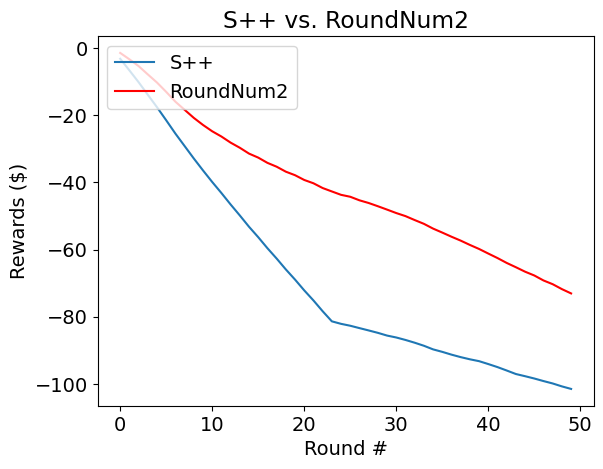 S++ vs. RoundNum2
S++
RoundNum2
Rewards ($)
0
−20
−40
−60
−80
−100
0 10 20 30 40 50
Round #